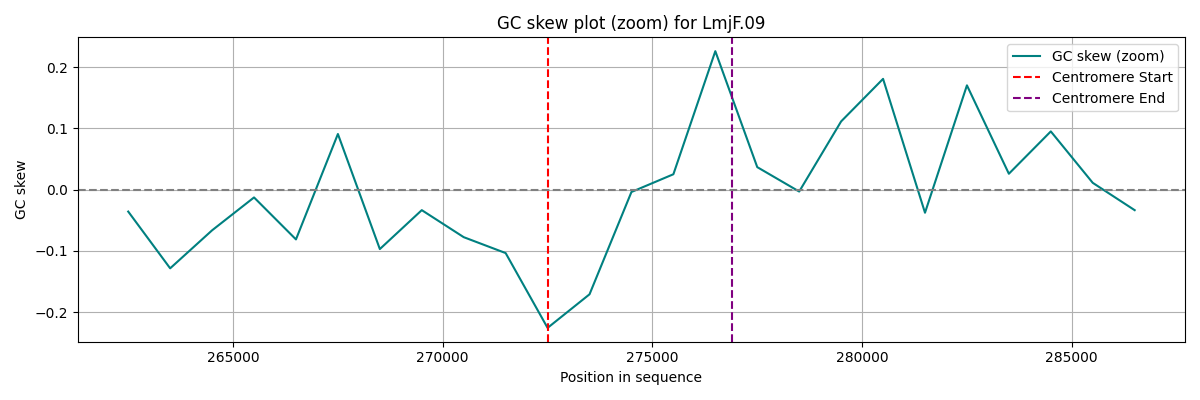 GC skew plot (zoom) for LmjF.09
GC skew (zoom)
Centromere Start
Centromere End
GC skew
0.2
0.1
0.0
−0.1
−0.2
265000
270000
275000
280000
285000
Position in sequence